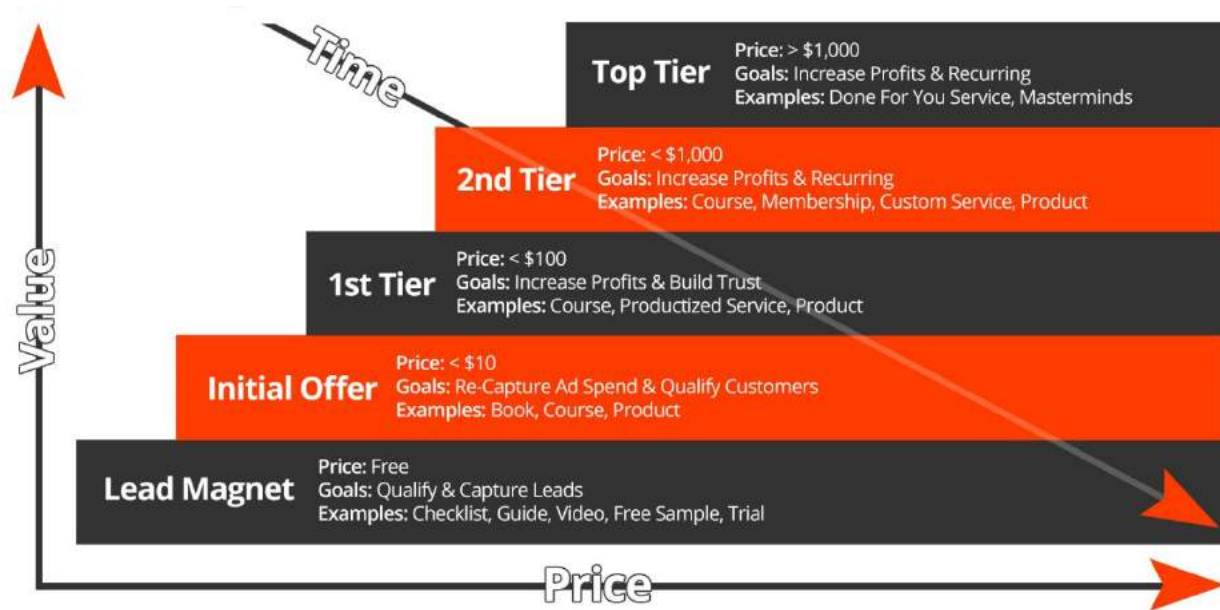 Time
Top Tier
Price: > $1,000
Goals: Increase Profits & Recurring
Examples: Done For You Service, Masterminds
2nd Tier
Price: < $1,000
Goals: Increase Profits & Recurring
Examples: Course, Membership, Custom Service, Product
Value
1st Tier
Price: < $100
Goals: Increase Profits & Build Trust
Examples: Course, Productized Service, Product
Initial Offer
Price: < $10
Goals: Re-Capture Ad Spend & Qualify Customers
Examples: Book, Course, Product
Lead Magnet
Price: Free
Goals: Qualify & Capture Leads
Examples: Checklist, Guide, Video, Free Sample, Trial
Price